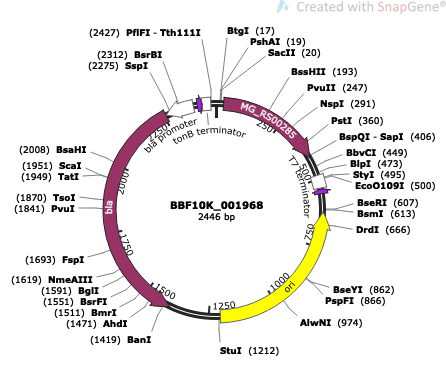 Created with SnapGene®
(2427) PflFI - Tth111I
(2312) BsrBI
(2275) SspI
BtgI (17)
PshAI (19)
SacII (20)
BssHII (193)
PvuII (247)
NspI (291)
PstI (360)
BspQI - SapI (406)
BbvCI (449)
BlpI (473)
StyI (495)
EcoO109I (500)
BseRI (607)
BsmI (613)
DrdI (666)
BseYI (862)
PspFI (866)
AlwNI (974)
StuI (1212)
(2008) BsaHI
(1951) ScaI
(1949) TatI
(1870) TsoI
(1841) PvuI
(1693) FspI
(1619) NmeAIII
(1591) BglI
(1551) BsrFI
(1511) BmrI
(1471) AhdI
(1419) BanI
MG_RS00285
T7 terminator
tonB terminator
bla promoter
bla
ori
250
500
750
1000
1250
1500
1750
2000
2250
BBF10K_001968
2446 bp